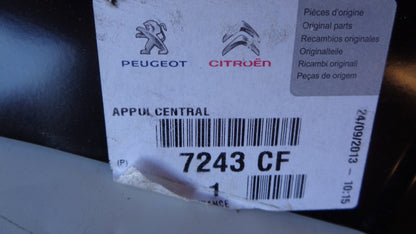 Pièces d'origine
Original parts
Recambios originales
Originalteile
Ricambi originali
Peças de origem
PEUGEOT
CITROËN
APPUI CENTRAL
(P)
7243 CF
1
24/09/2013 - 10:15